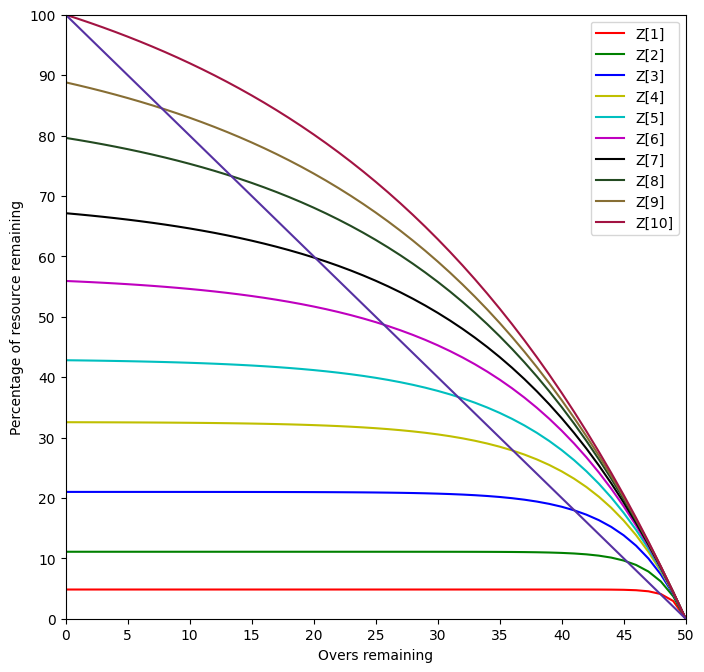 100
90
80
70
60
50
40
30
20
10
0
Percentage of resource remaining
0 5 10 15 20 25 30 35 40 45 50
Overs remaining
Z[1]
Z[2]
Z[3]
Z[4]
Z[5]
Z[6]
Z[7]
Z[8]
Z[9]
Z[10]